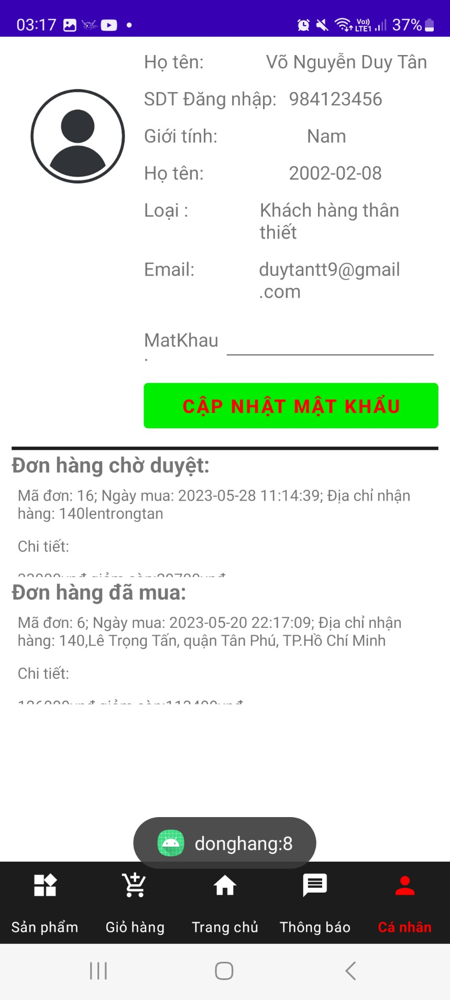 03:17
Vo)) LTE1 37%
Họ tên: Võ Nguyễn Duy Tân
SDT Đăng nhập: 984123456
Giới tính: Nam
Họ tên: 2002-02-08
Loại : Khách hàng thân
thiết
Email: duytantt9@gmail
.com
MatKhau
CẬP NHẬT MẬT KHẨU
Đơn hàng chờ duyệt:
Mã đơn: 16; Ngày mua: 2023-05-28 11:14:39; Địa chỉ nhận
hàng: 140lentrongtan
Chi tiết:
Đơn hàng đã mua:
Mã đơn: 6; Ngày mua: 2023-05-20 22:17:09; Địa chỉ nhận
hàng: 140,Lê Trọng Tấn, quận Tân Phú, TP.Hồ Chí Minh
Chi tiết:
donghang:8
Sản phẩm Giỏ hàng Trang chủ Thông báo Cá nhân